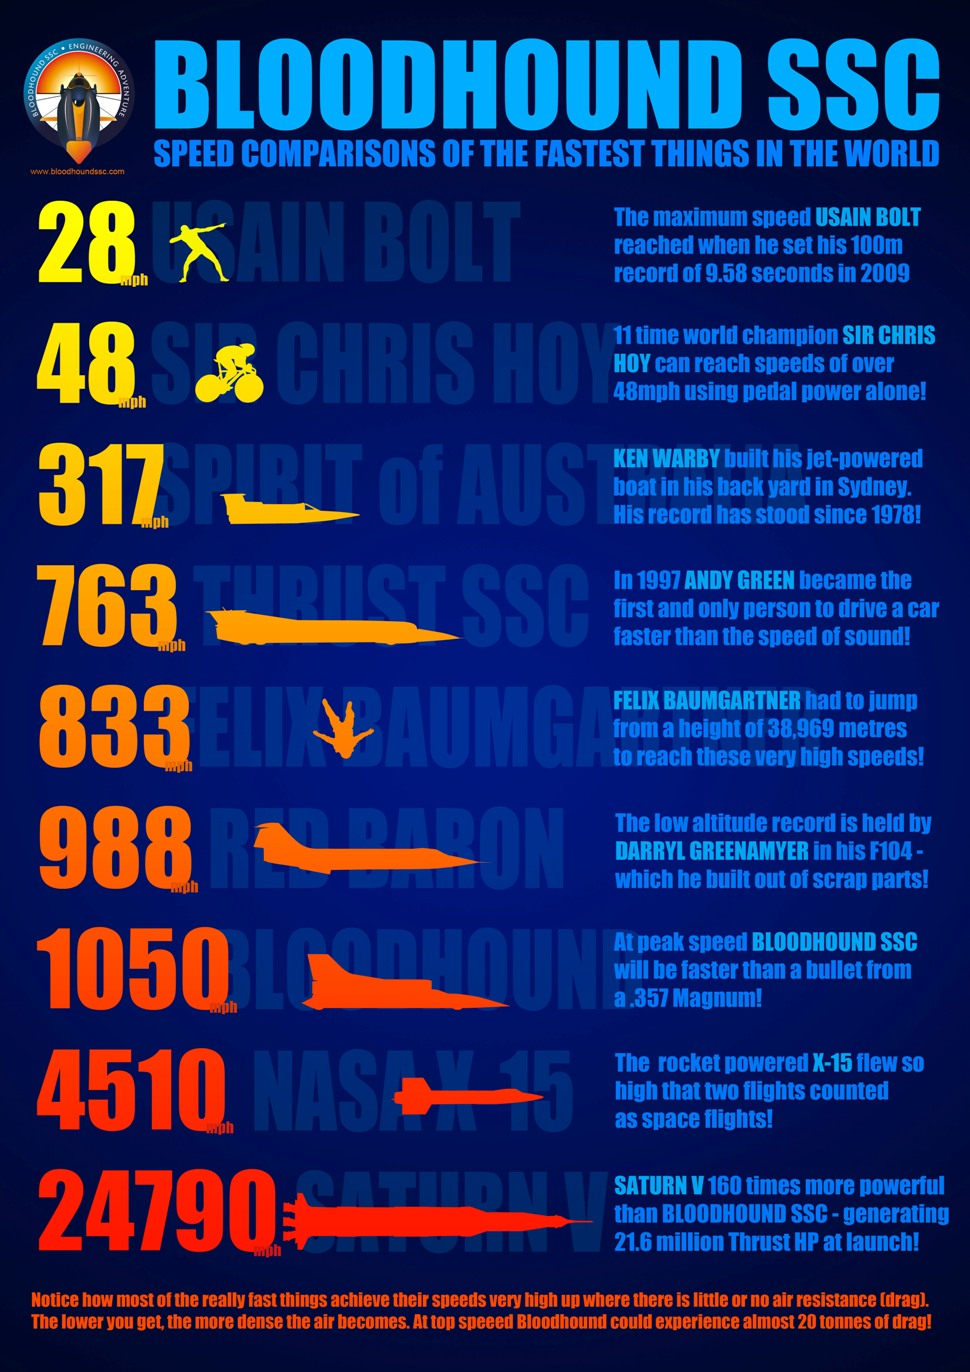 BLOODHOUND SSC • ENGINEERING ADVENTURE
www.bloodhoundssc.com
BLOODHOUND SSC
SPEED COMPARISONS OF THE FASTEST THINGS IN THE WORLD
28 mph
USAIN BOLT
The maximum speed USAIN BOLT
reached when he set his 100m
record of 9.58 seconds in 2009
48 mph
SIR CHRIS HOY
11 time world champion SIR CHRIS
HOY can reach speeds of over
48mph using pedal power alone!
317 mph
SPIRIT of AUSTRALIA
KEN WARBY built his jet-powered
boat in his back yard in Sydney.
His record has stood since 1978!
763 mph
THRUST SSC
In 1997 ANDY GREEN became the
first and only person to drive a car
faster than the speed of sound!
833 mph
FELIX BAUMGARTNER
FELIX BAUMGARTNER had to jump
from a height of 38,969 metres
to reach these very high speeds!
988 mph
RED BARON
The low altitude record is held by
DARRYL GREENAMYER in his F104 -
which he built out of scrap parts!
1050 mph
BLOODHOUND
At peak speed BLOODHOUND SSC
will be faster than a bullet from
a .357 Magnum!
4510 mph
NASA X-15
The rocket powered X-15 flew so
high that two flights counted
as space flights!
24790 mph
SATURN V
SATURN V 160 times more powerful
than BLOODHOUND SSC - generating
21.6 million Thrust HP at launch!
Notice how most of the really fast things achieve their speeds very high up where there is little or no air resistance (drag).
The lower you get, the more dense the air becomes. At top speeed Bloodhound could experience almost 20 tonnes of drag!